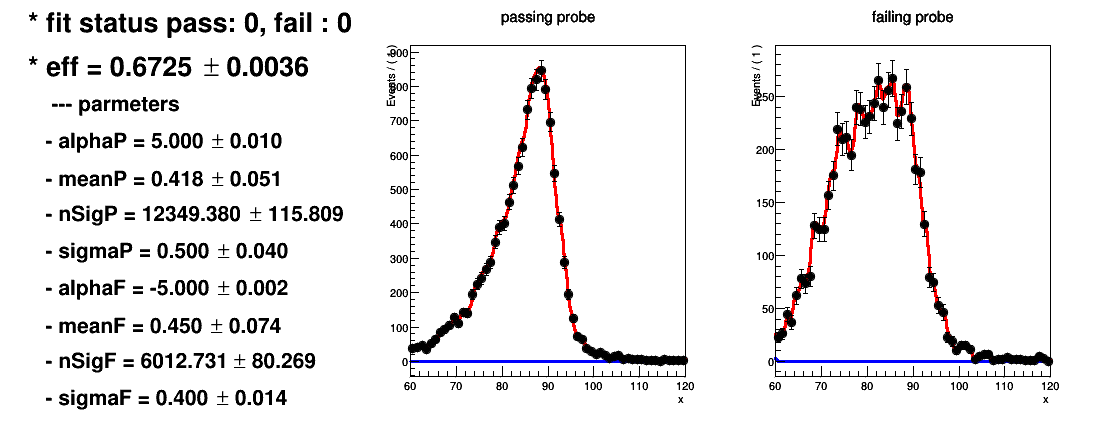 * fit status pass: 0, fail : 0
* eff = 0.6725 ± 0.0036
--- parmeters
- alphaP = 5.000 ± 0.010
- meanP = 0.418 ± 0.051
- nSigP = 12349.380 ± 115.809
- sigmaP = 0.500 ± 0.040
- alphaF = -5.000 ± 0.002
- meanF = 0.450 ± 0.074
- nSigF = 6012.731 ± 80.269
- sigmaF = 0.400 ± 0.014
passing probe
Events / ( 1 )
900
800
700
600
500
400
300
200
100
0
60 70 80 90 100 110 120
x
failing probe
Events / ( 1 )
250
200
150
100
50
0
60 70 80 90 100 110 120
x